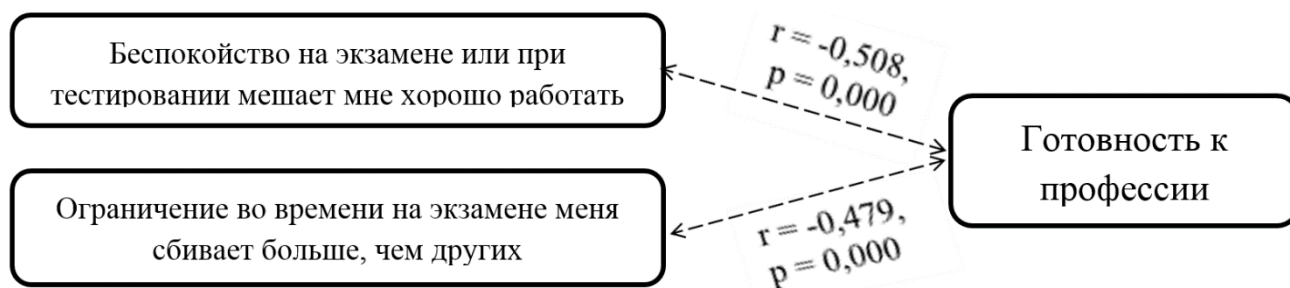 Беспокойство на экзамене или при
тестировании мешает мне хорошо работать
r = -0,508,
p = 0,000
Готовность к
профессии
Ограничение во времени на экзамене меня
сбивает больше, чем других
r = -0,479,
p = 0,000